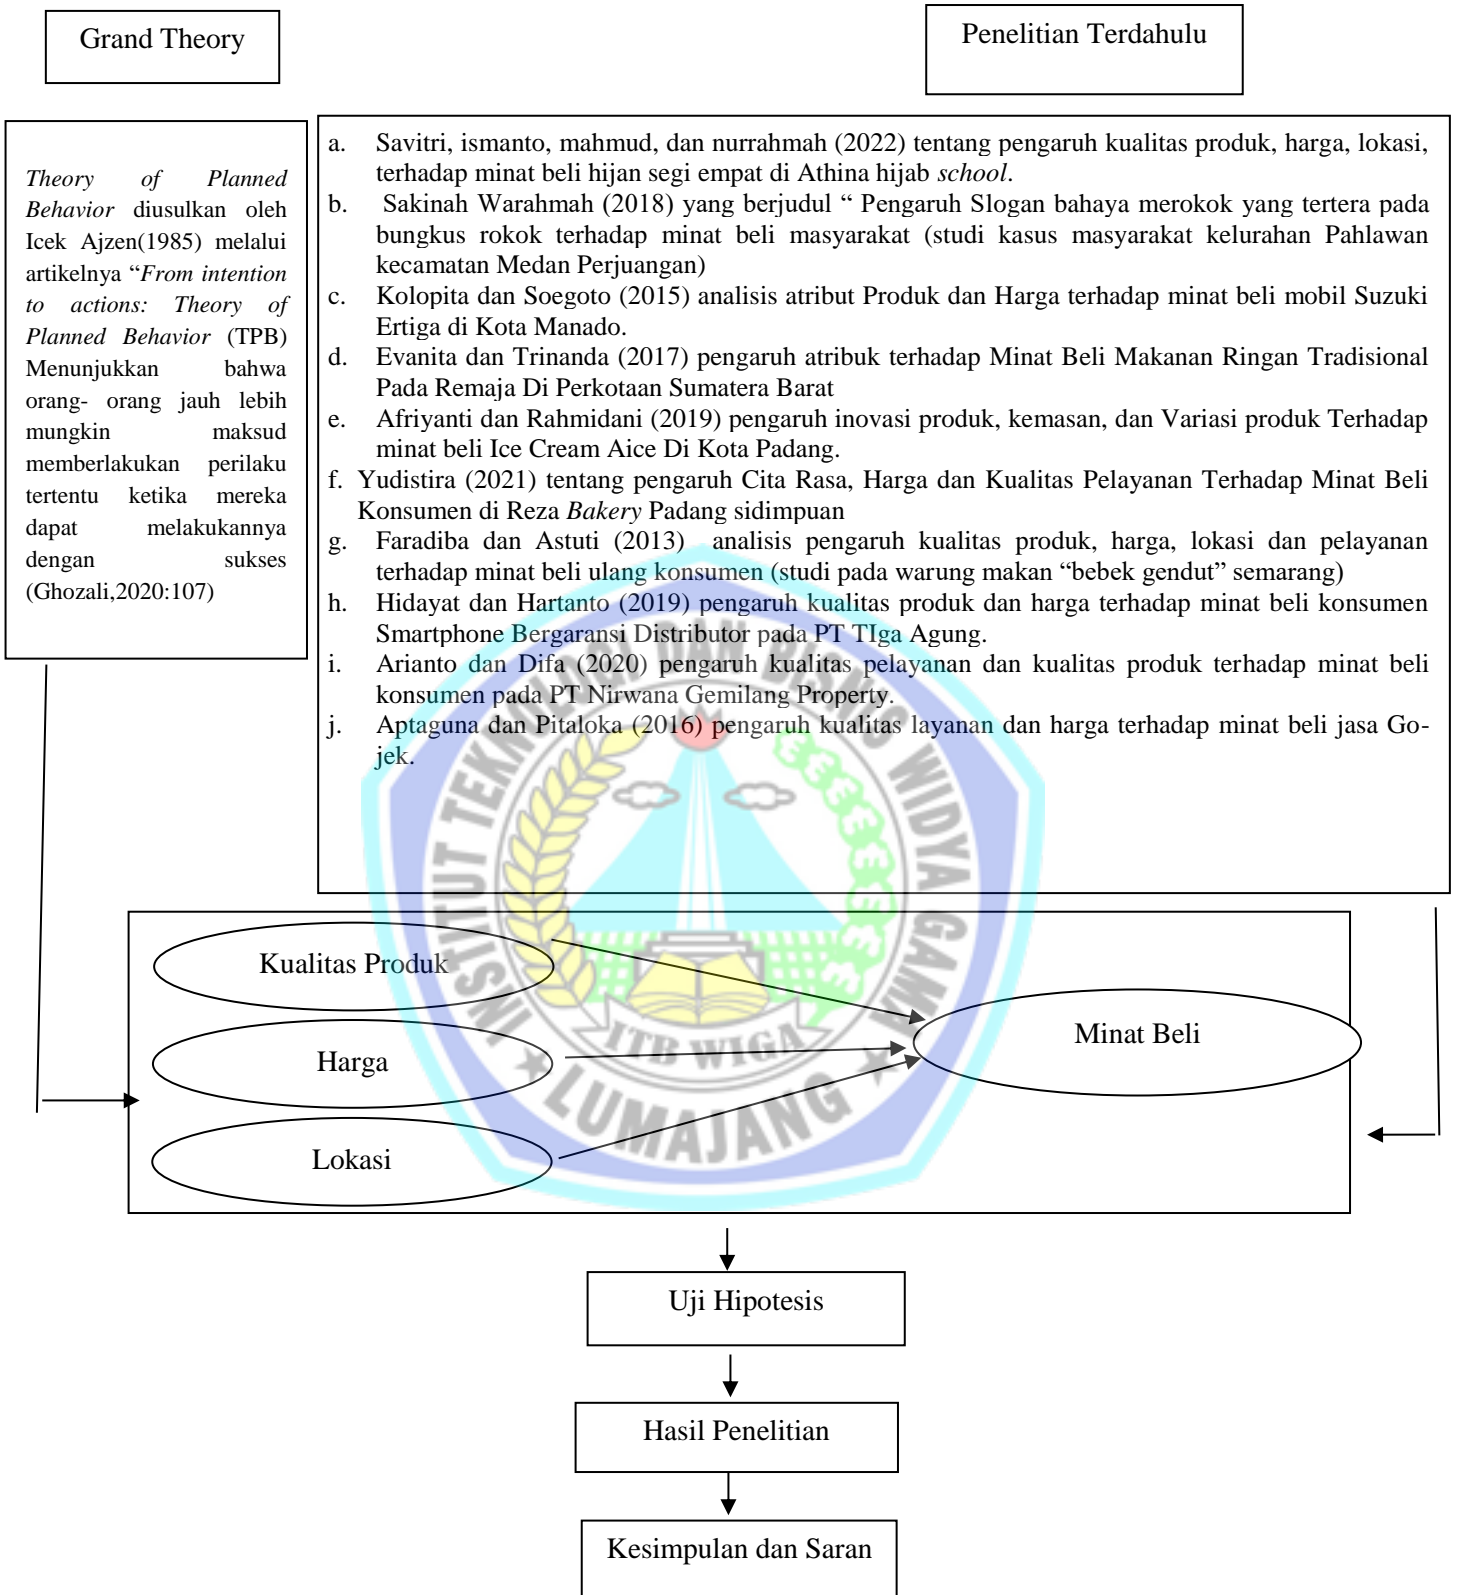 Grand Theory
Penelitian Terdahulu
Theory of Planned
Behavior diusulkan oleh
Icek Ajzen(1985) melalui
artikelnya “From intention
to actions: Theory of
Planned Behavior (TPB)
Menunjukkan bahwa
orang- orang jauh lebih
mungkin maksud
memberlakukan perilaku
tertentu ketika mereka
dapat melakukannya
dengan sukses
(Ghozali,2020:107)
a. Savitri, ismanto, mahmud, dan nurrahmah (2022) tentang pengaruh kualitas produk, harga, lokasi,
terhadap minat beli hijan segi empat di Athina hijab school.
b. Sakinah Warahmah (2018) yang berjudul “ Pengaruh Slogan bahaya merokok yang tertera pada
bungkus rokok terhadap minat beli masyarakat (studi kasus masyarakat kelurahan Pahlawan
kecamatan Medan Perjuangan)
c. Kolopita dan Soegoto (2015) analisis atribut Produk dan Harga terhadap minat beli mobil Suzuki
Ertiga di Kota Manado.
d. Evanita dan Trinanda (2017) pengaruh atribuk terhadap Minat Beli Makanan Ringan Tradisional
Pada Remaja Di Perkotaan Sumatera Barat
e. Afriyanti dan Rahmidani (2019) pengaruh inovasi produk, kemasan, dan Variasi produk Terhadap
minat beli Ice Cream Aice Di Kota Padang.
f. Yudistira (2021) tentang pengaruh Cita Rasa, Harga dan Kualitas Pelayanan Terhadap Minat Beli
Konsumen di Reza Bakery Padang sidimpuan
g. Faradiba dan Astuti (2013) analisis pengaruh kualitas produk, harga, lokasi dan pelayanan
terhadap minat beli ulang konsumen (studi pada warung makan “bebek gendut” semarang)
h. Hidayat dan Hartanto (2019) pengaruh kualitas produk dan harga terhadap minat beli konsumen
Smartphone Bergaransi Distributor pada PT TIga Agung.
i. Arianto dan Difa (2020) pengaruh kualitas pelayanan dan kualitas produk terhadap minat beli
konsumen pada PT Nirwana Gemilang Property.
j. Aptaguna dan Pitaloka (2016) pengaruh kualitas layanan dan harga terhadap minat beli jasa Go-
jek.
INSTITUT TEKNOLOGI DAN BISNIS WIDYA GAMA
ITB WIGA
LUMAJANG
Kualitas Produk
Harga
Lokasi
Minat Beli
Uji Hipotesis
Hasil Penelitian
Kesimpulan dan Saran